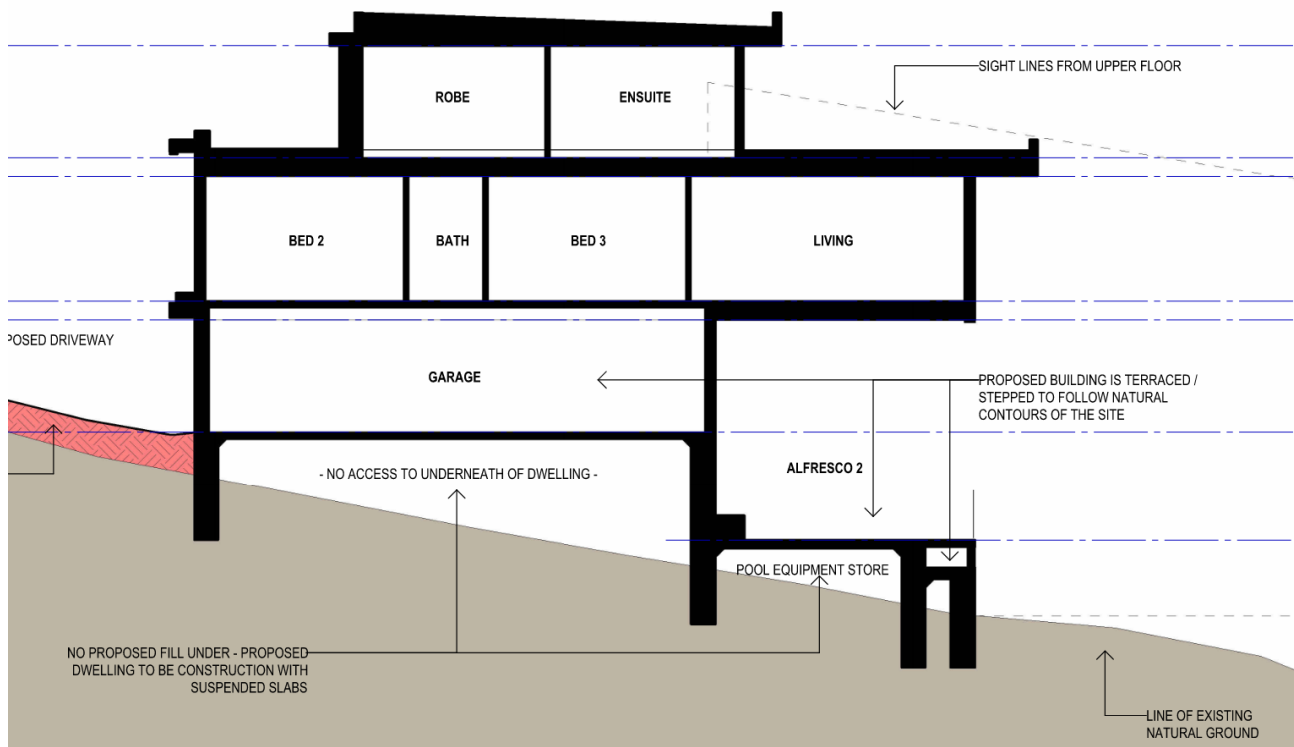 SIGHT LINES FROM UPPER FLOOR
ROBE
ENSUITE
BED 2
BATH
BED 3
LIVING
POSED DRIVEWAY
GARAGE
PROPOSED BUILDING IS TERRACED /
STEPPED TO FOLLOW NATURAL
CONTOURS OF THE SITE
- NO ACCESS TO UNDERNEATH OF DWELLING -
ALFRESCO 2
POOL EQUIPMENT STORE
NO PROPOSED FILL UNDER - PROPOSED
DWELLING TO BE CONSTRUCTION WITH
SUSPENDED SLABS
LINE OF EXISTING
NATURAL GROUND